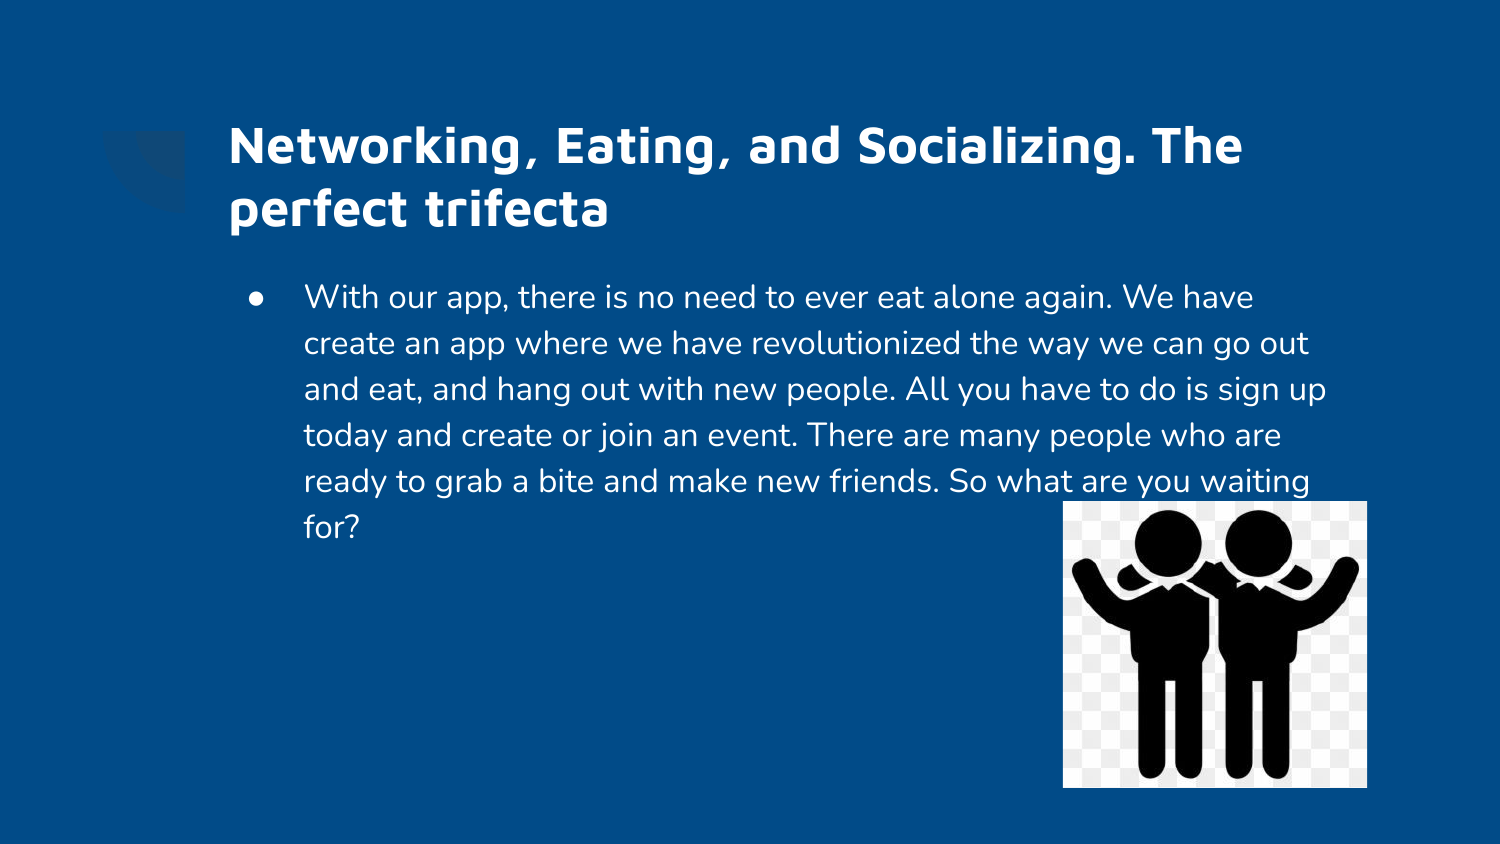 Networking, Eating, and Socializing. The
perfect trifecta
● With our app, there is no need to ever eat alone again. We have
create an app where we have revolutionized the way we can go out
and eat, and hang out with new people. All you have to do is sign up
today and create or join an event. There are many people who are
ready to grab a bite and make new friends. So what are you waiting
for?